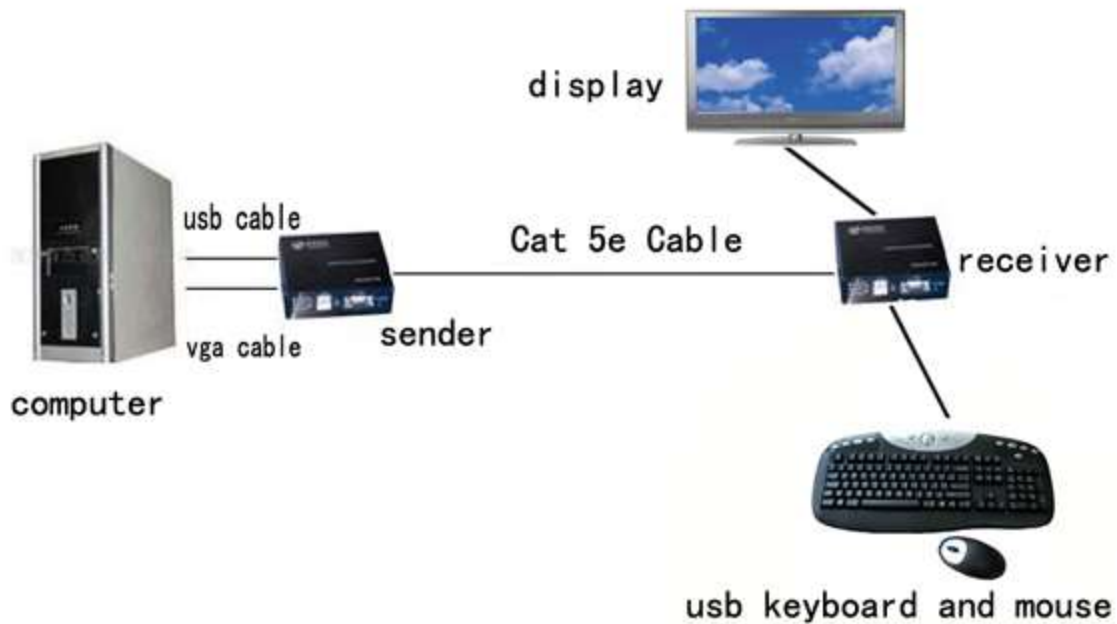 display
usb cable
Cat 5e Cable
receiver
sender
vga cable
computer
usb keyboard and mouse